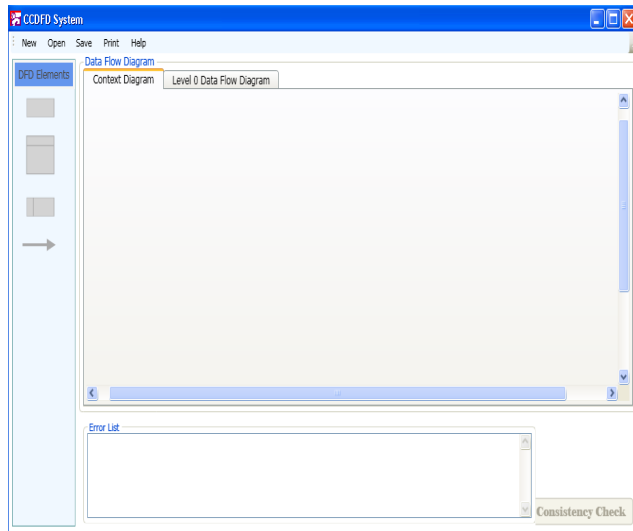 CCDFD System
New Open Save Print Help
DFD Elements
Data Flow Diagram
Context Diagram Level 0 Data Flow Diagram
Error List
Consistency Check